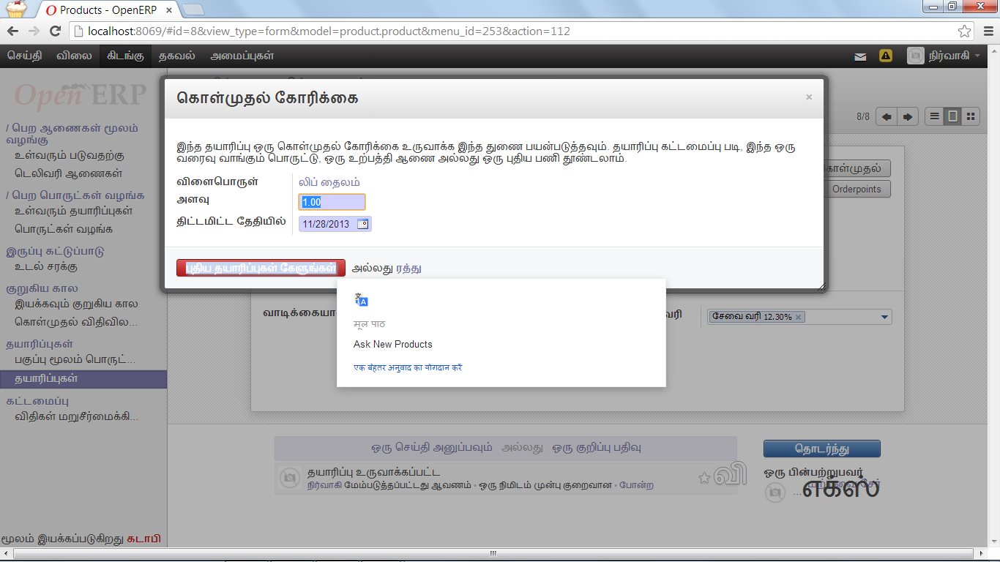 Products - OpenERP
localhost:8069/#id=8&view_type=form&model=product.product&menu_id=253&action=112
செய்தி விலை கிடங்கு தகவல் அமைப்புகள் நிர்வாகி
Open ERP
/ பெற ஆணைகள் மூலம் வழங்கு
உள்வரும் படுவதற்கு
டெலிவரி ஆணைகள்
/ பெற பொருட்கள் வழங்க
உள்வரும் தயாரிப்புகள்
பொருட்கள் வழங்க
இருப்பு கட்டுப்பாடு
உடல் சரக்கு
குறுகிய கால
இயக்கவும் குறுகிய கால
கொள்முதல் விதிவில...
தயாரிப்புகள்
பகுப்பு மூலம் பொருட்...
தயாரிப்புகள்
கட்டமைப்பு
விதிகள் மறுசீர்மைக்கி...
மூலம் இயக்கப்படுகிறது கடாபி
கொள்முதல் கோரிக்கை ×
8/8
இந்த தயாரிப்பு ஒரு கொள்முதல் கோரிக்கை உருவாக்க இந்த துணை பயன்படுத்தவும். தயாரிப்பு கட்டமைப்பு படி, இந்த ஒரு
வரைவு வாங்கும் பொருட்டு, ஒரு உற்பத்தி ஆணை அல்லது ஒரு புதிய பணி தூண்டலாம்.
விளைபொருள் லிப் தைலம்
அளவு 1.00
திட்டமிட்ட தேதியில் 11/28/2013
புதிய தயாரிப்புகள் கேளுங்கள் அல்லது ரத்து
கொள்முதல்
Orderpoints
मूल पाठ
Ask New Products
एक बेहतर अनुवाद का योगदान करें
சேவை வரி 12.30% ×
ஒரு செய்தி அனுப்பவும் அல்லது ஒரு குறிப்பு பதிவு
தயாரிப்பு உருவாக்கப்பட்ட
நிர்வாகி மேம்படுத்தப்பட்டது ஆவணம் • ஒரு நிமிடம் முன்பு குறைவான • போன்ற
வி
தொடர்ந்து
ஒரு பின்பற்றுபவர்
...எக்ஸ்